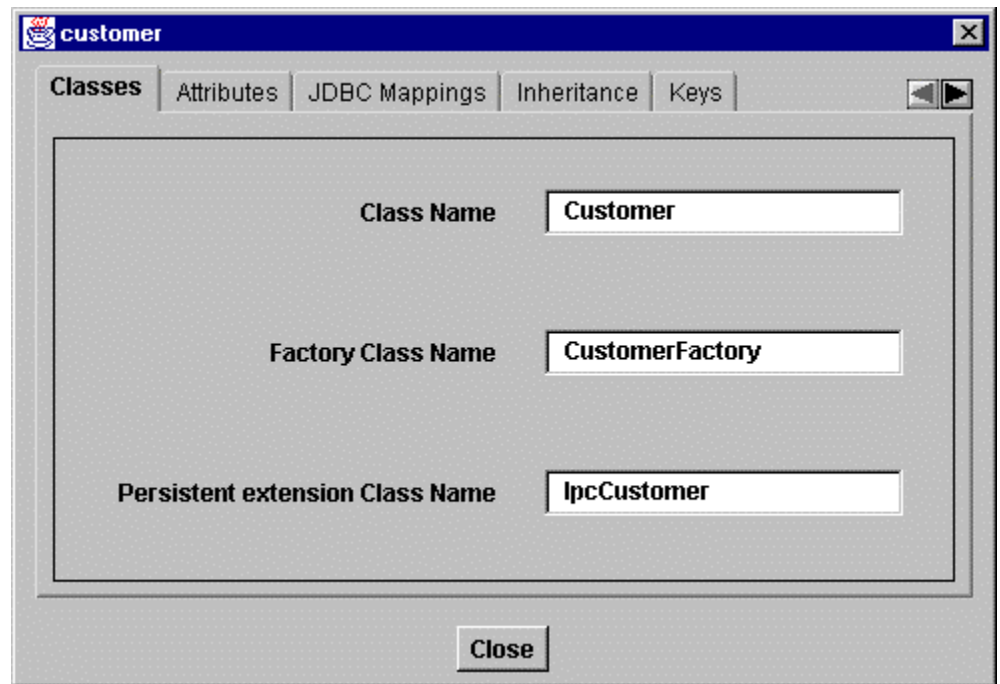 customer
Classes Attributes JDBC Mappings Inheritance Keys
Class Name Customer
Factory Class Name CustomerFactory
Persistent extension Class Name IpcCustomer
Close